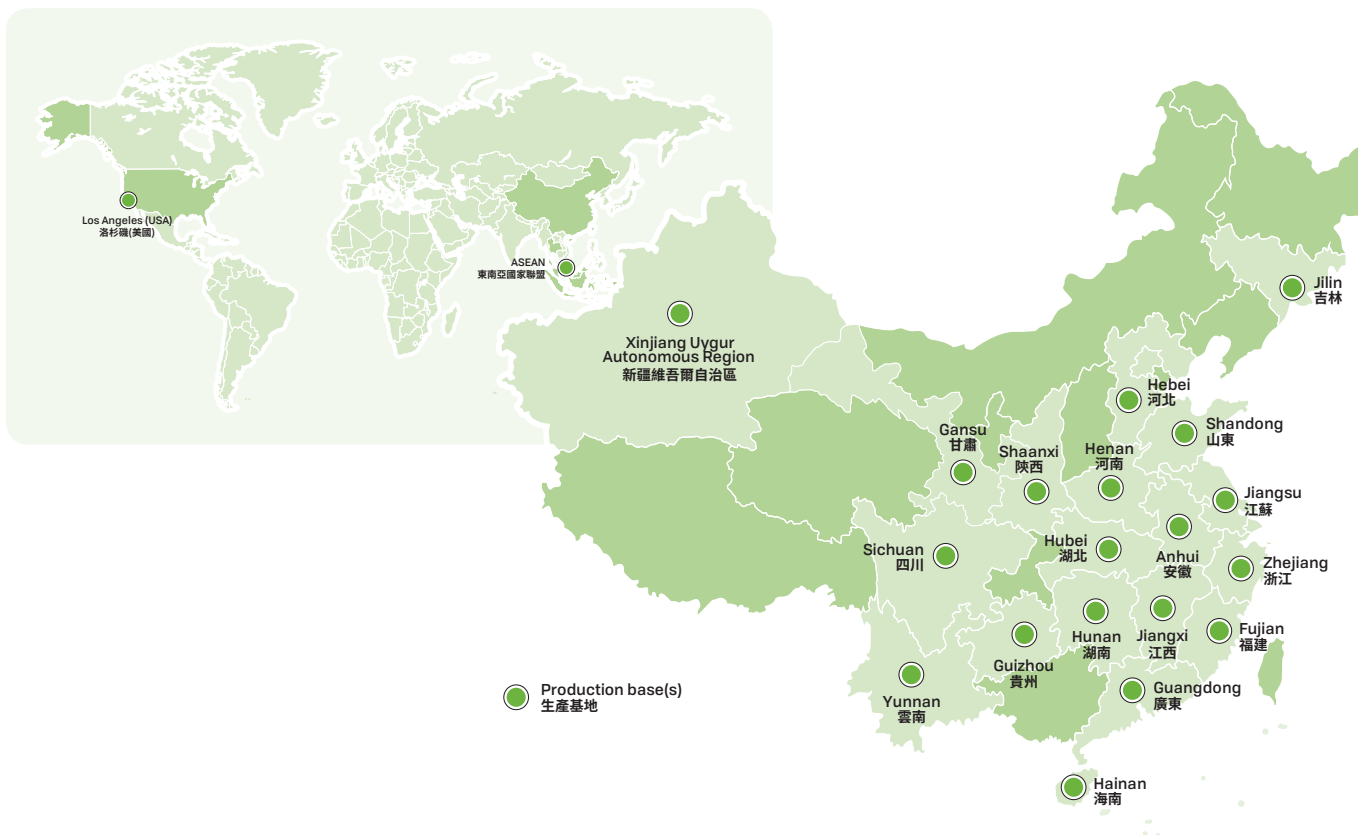 Los Angeles (USA)
洛杉磯(美國)
ASEAN
東南亞國家聯盟
Xinjiang Uygur
Autonomous Region
新疆維吾爾自治區
Jilin
吉林
Hebei
河北
Shandong
山東
Gansu
甘肅
Shaanxi
陝西
Henan
河南
Jiangsu
江蘇
Sichuan
四川
Hubei
湖北
Anhui
安徽
Zhejiang
浙江
Hunan
湖南
Jiangxi
江西
Fujian
福建
Guizhou
貴州
Yunnan
雲南
Guangdong
廣東
Production base(s)
生產基地
Hainan
海南